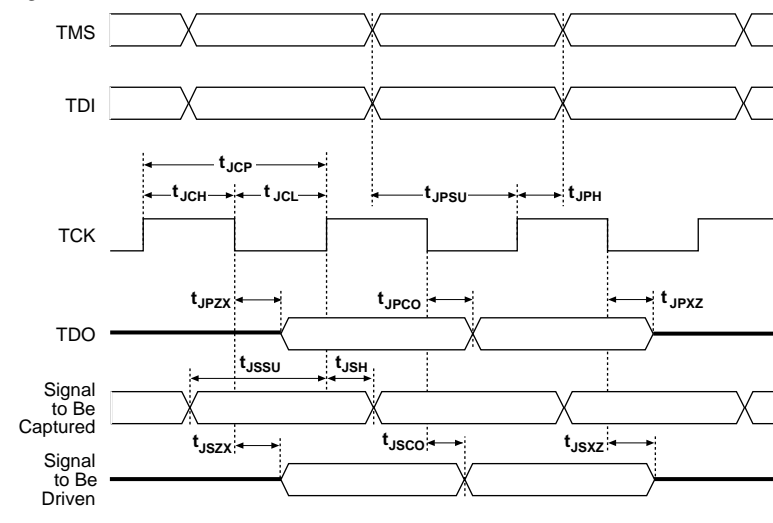 TMS
TDI
tJCP
tJCH
tJCL
tJPSU
tJPH
TCK
tJPZX
tJPCO
tJPXZ
TDO
tJSSU
tJSH
Signal
to Be
Captured
tJSZX
tJSCO
tJSXZ
Signal
to Be
Driven